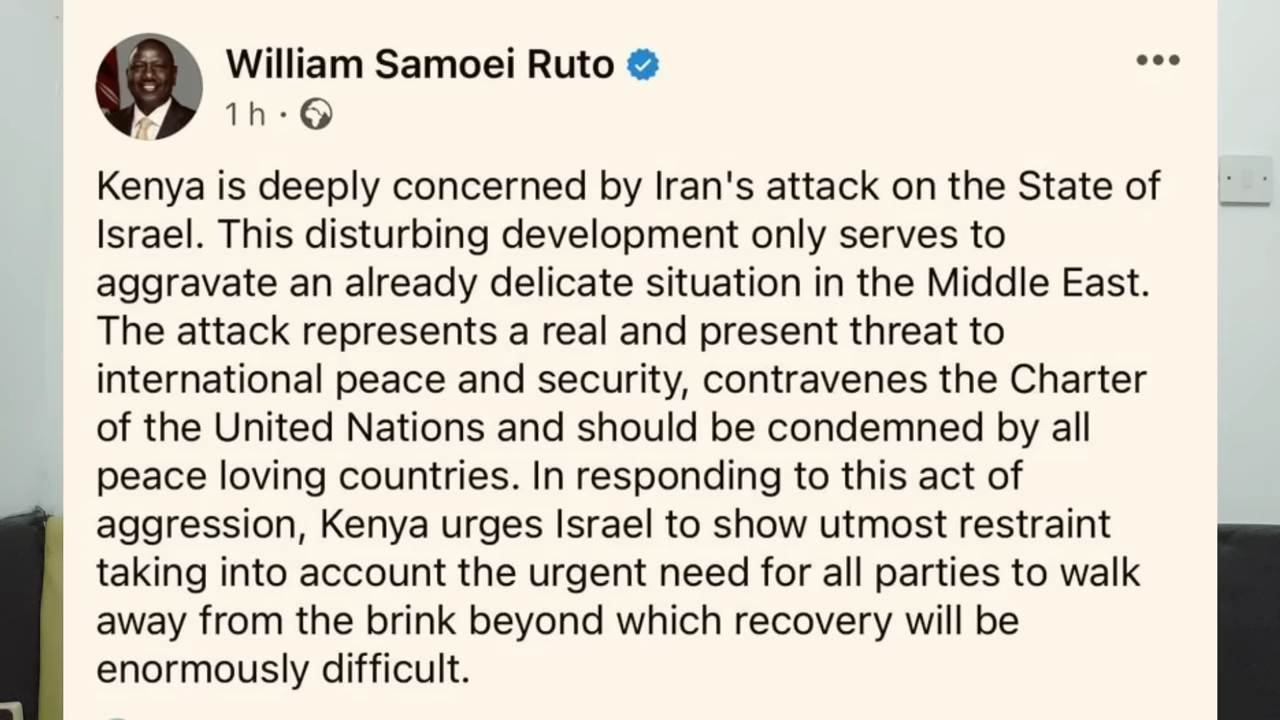 William Samoei Ruto
1 h ·
Kenya is deeply concerned by Iran's attack on the State of
Israel. This disturbing development only serves to
aggravate an already delicate situation in the Middle East.
The attack represents a real and present threat to
international peace and security, contravenes the Charter
of the United Nations and should be condemned by all
peace loving countries. In responding to this act of
aggression, Kenya urges Israel to show utmost restraint
taking into account the urgent need for all parties to walk
away from the brink beyond which recovery will be
enormously difficult.